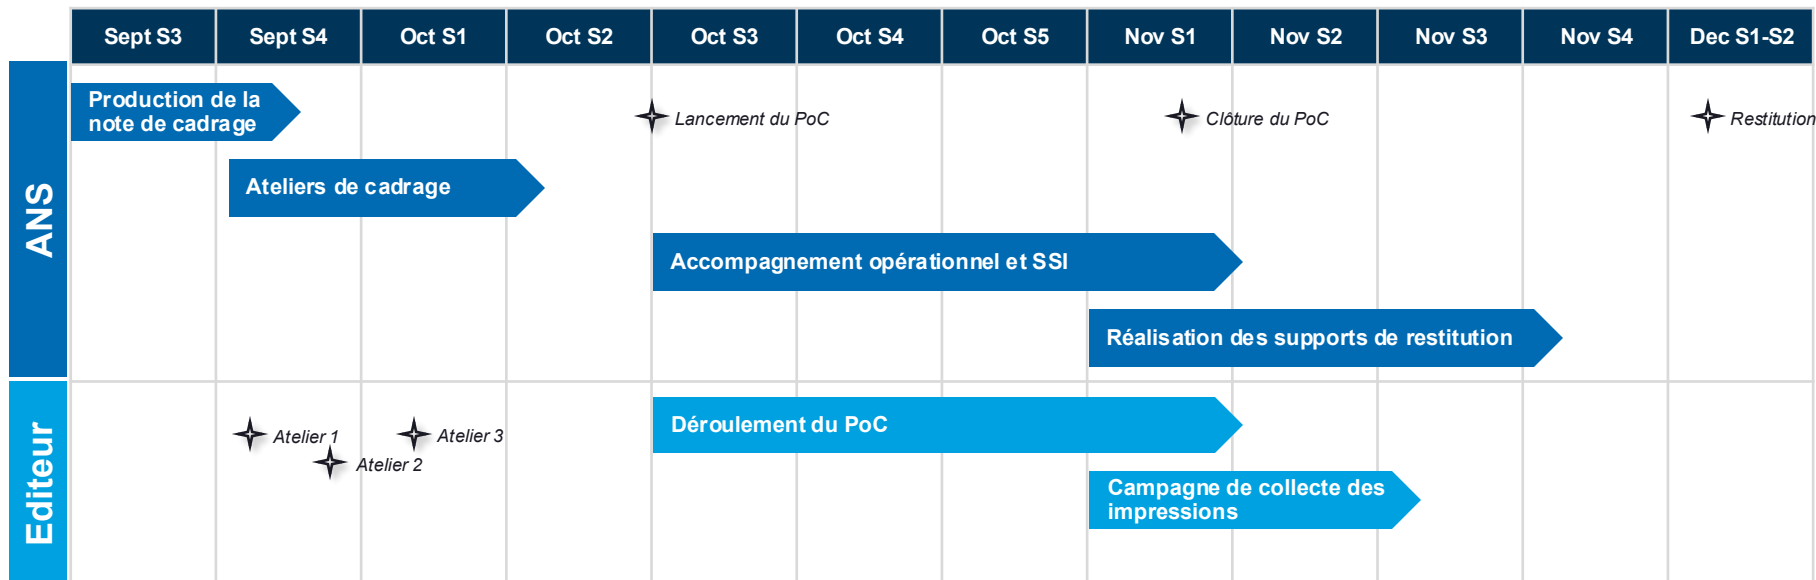 Sept S3
Sept S4
Oct S1
Oct S2
Oct S3
Oct S4
Oct S5
Nov S1
Nov S2
Nov S3
Nov S4
Dec S1-S2
ANS
Production de la
note de cadrage
Lancement du PoC
Clôture du PoC
Restitution
Ateliers de cadrage
Accompagnement opérationnel et SSI
Réalisation des supports de restitution
Editeur
Atelier 1
Atelier 2
Atelier 3
Déroulement du PoC
Campagne de collecte des
impressions